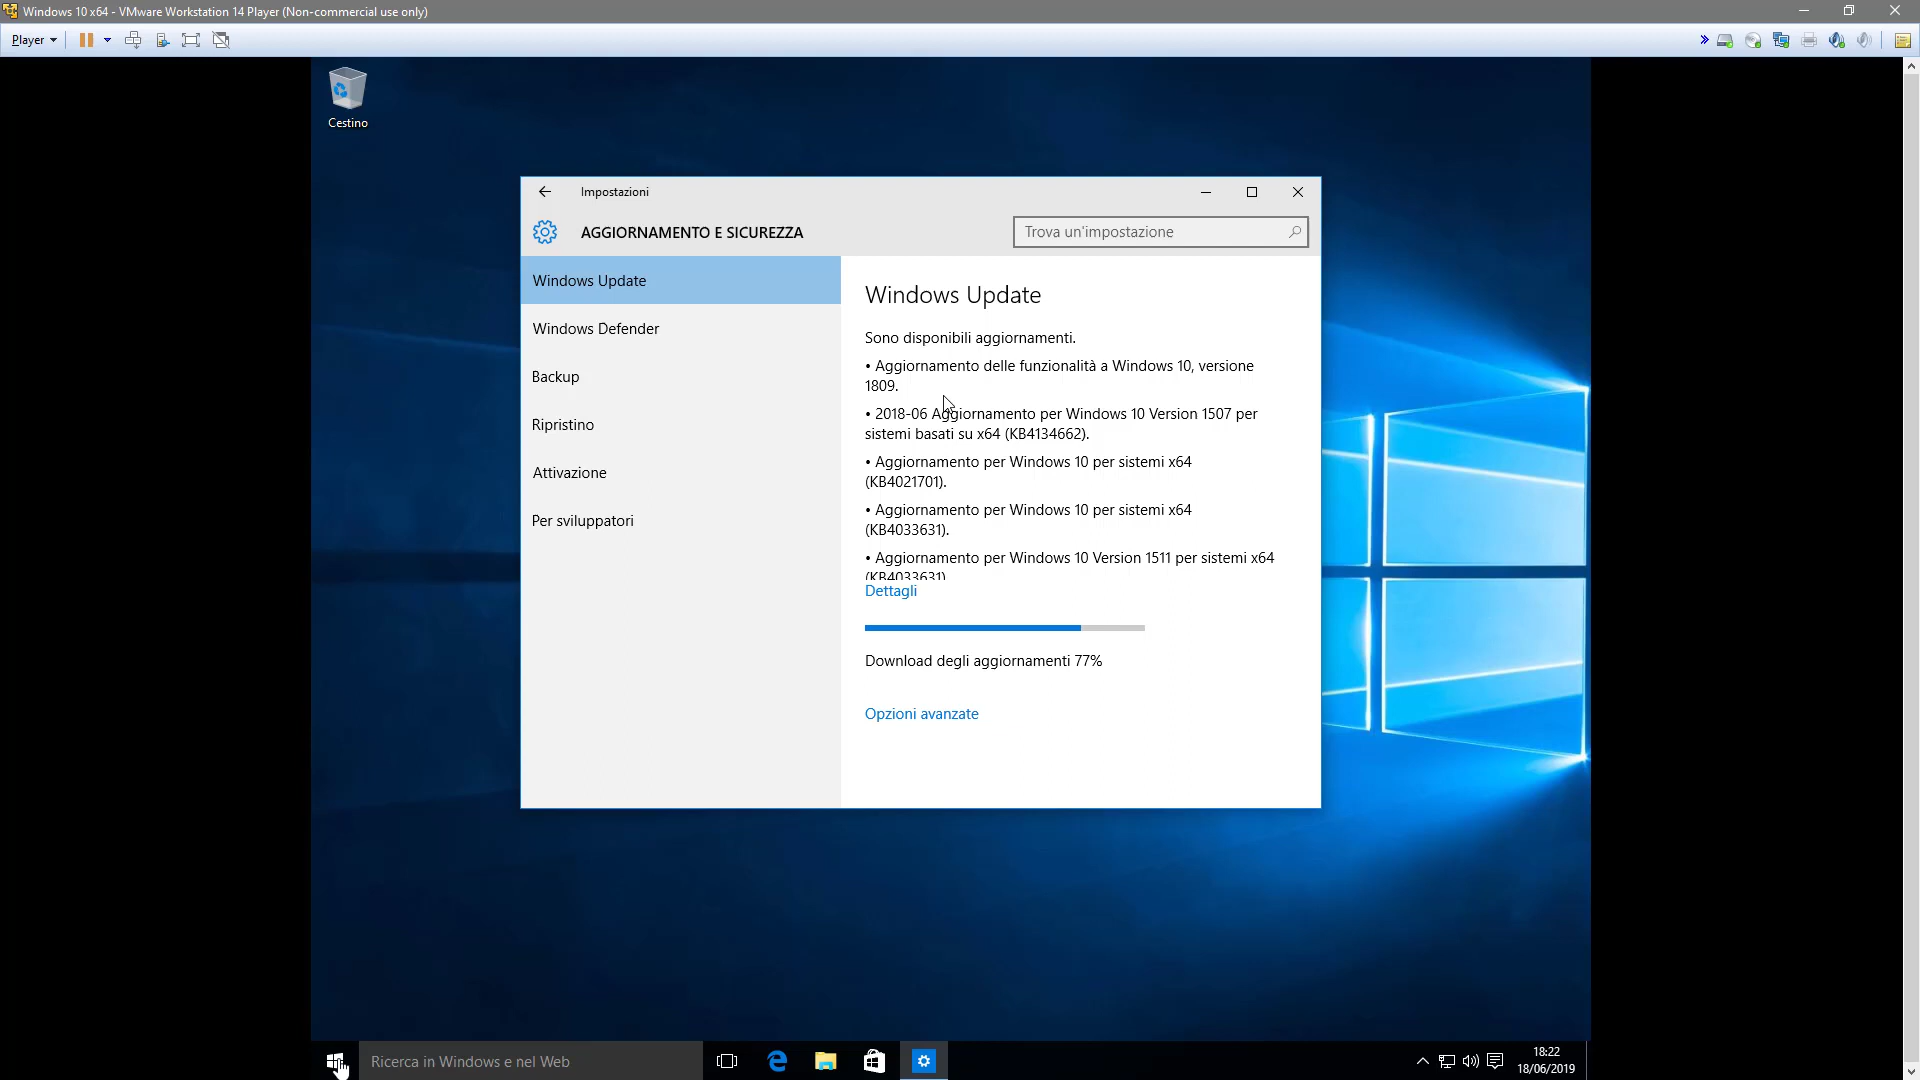 Windows 10 x64 - VMware Workstation 14 Player (Non-commercial use only)
Player
Cestino
Impostazioni
AGGIORNAMENTO E SICUREZZA
Trova un'impostazione
Windows Update
Windows Defender
Backup
Ripristino
Attivazione
Per sviluppatori
Windows Update
Sono disponibili aggiornamenti.
• Aggiornamento delle funzionalità a Windows 10, versione
1809.
• 2018-06 Aggiornamento per Windows 10 Version 1507 per
sistemi basati su x64 (KB4134662).
• Aggiornamento per Windows 10 per sistemi x64
(KB4021701).
• Aggiornamento per Windows 10 per sistemi x64
(KB4033631).
• Aggiornamento per Windows 10 Version 1511 per sistemi x64
(KB4033631)
Dettagli
Download degli aggiornamenti 77%
Opzioni avanzate
Ricerca in Windows e nel Web
18:22
18/06/2019